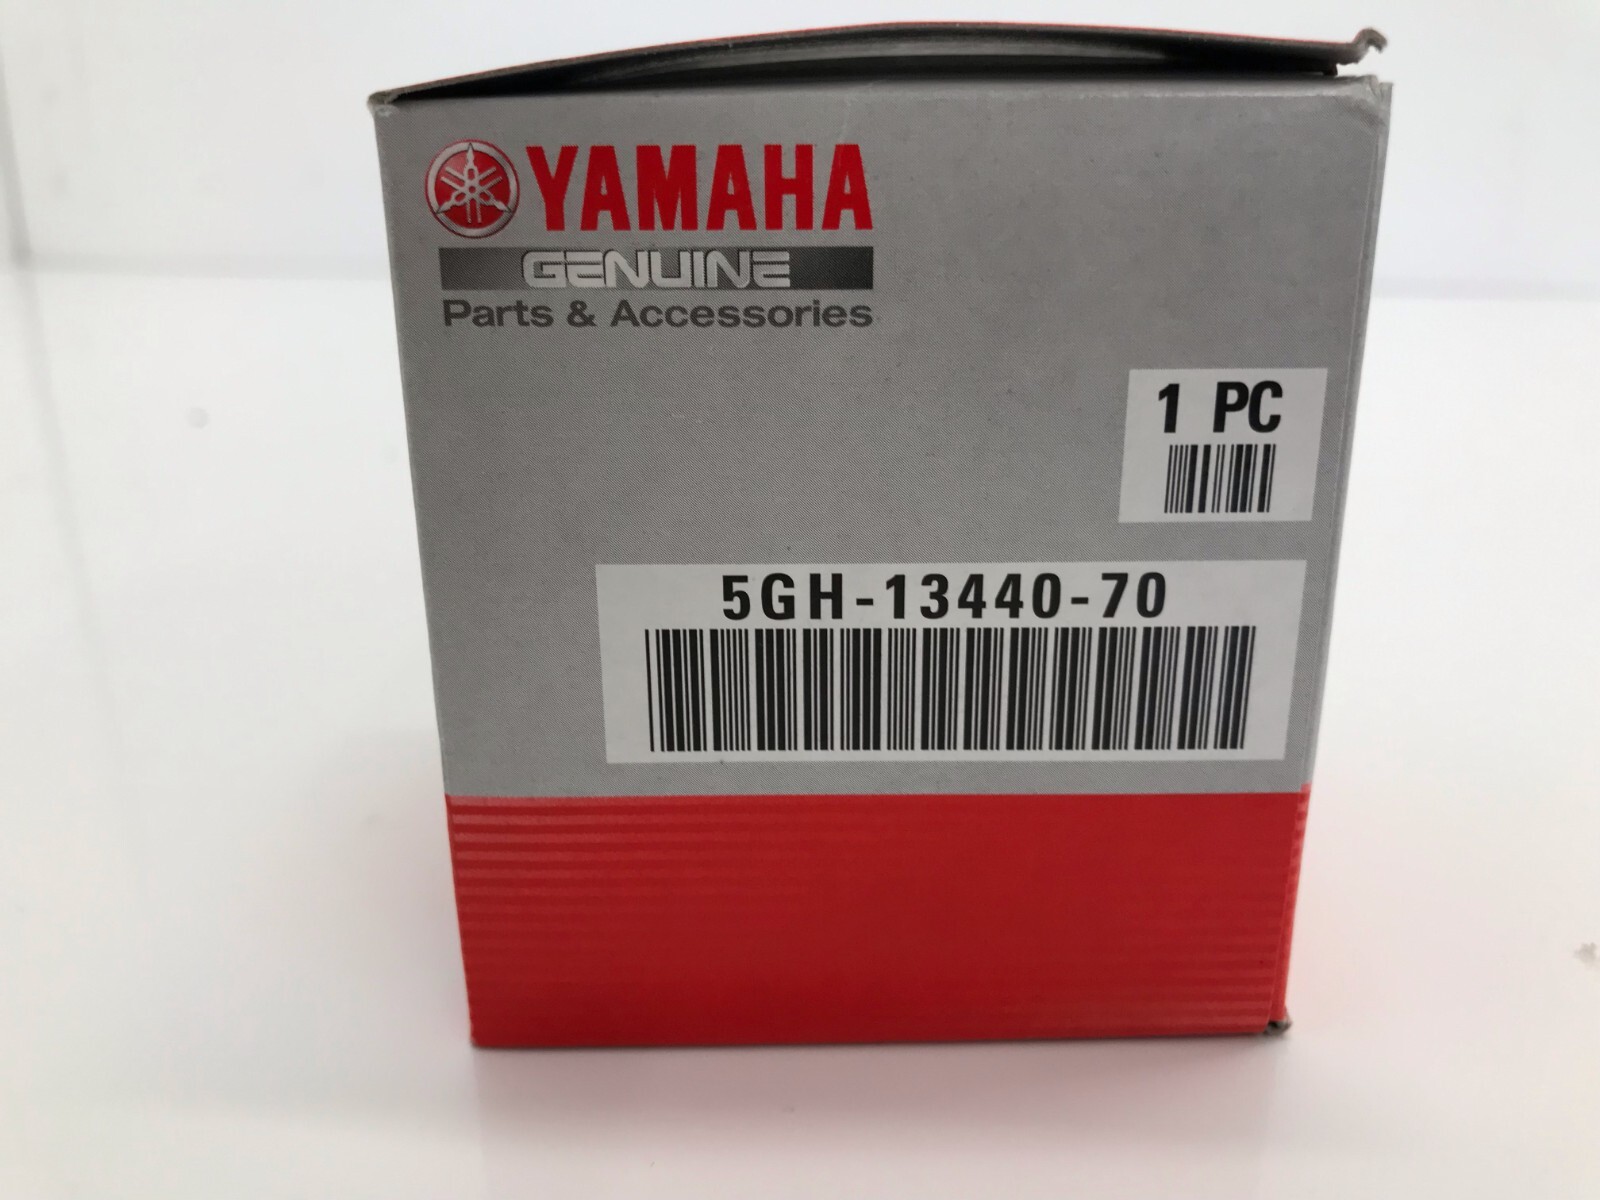 YAMAHA
GENUINE
Parts & Accessories
1 PC
5GH-13440-70